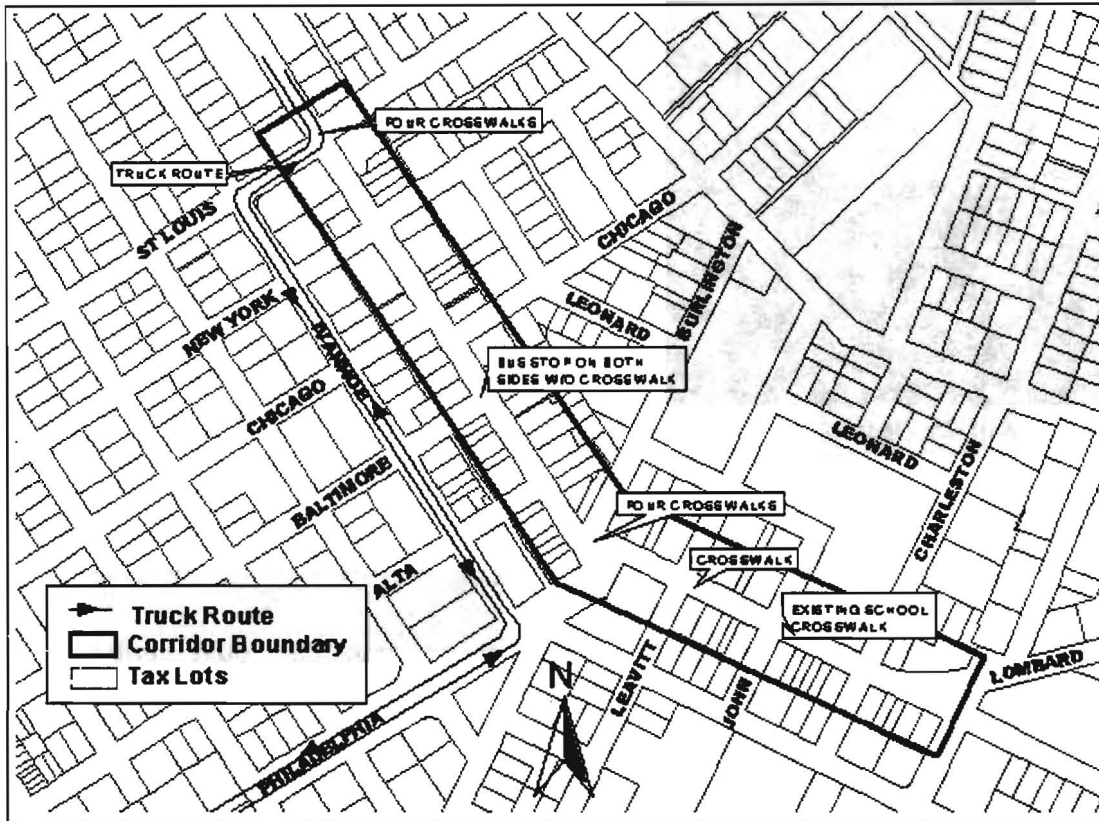 FOUR CROSSWALKS
TRUCK ROUTE
ST LOUIS
CHICAGO
BURLINGTON
LEONARD
NEW YORK
BUS STOP ON BOTH
SIDES W/O CROSSWALK
CHICAGO
LEONARD
CHARLESTON
BALTIMORE
FOUR CROSSWALKS
CROSSWALK
ALTA
EXISTING SCHOOL
CROSSWALK
LOMBARD
LEAVITT
JOHN
PHILADELPHIA
N
Truck Route
Corridor Boundary
Tax Lots